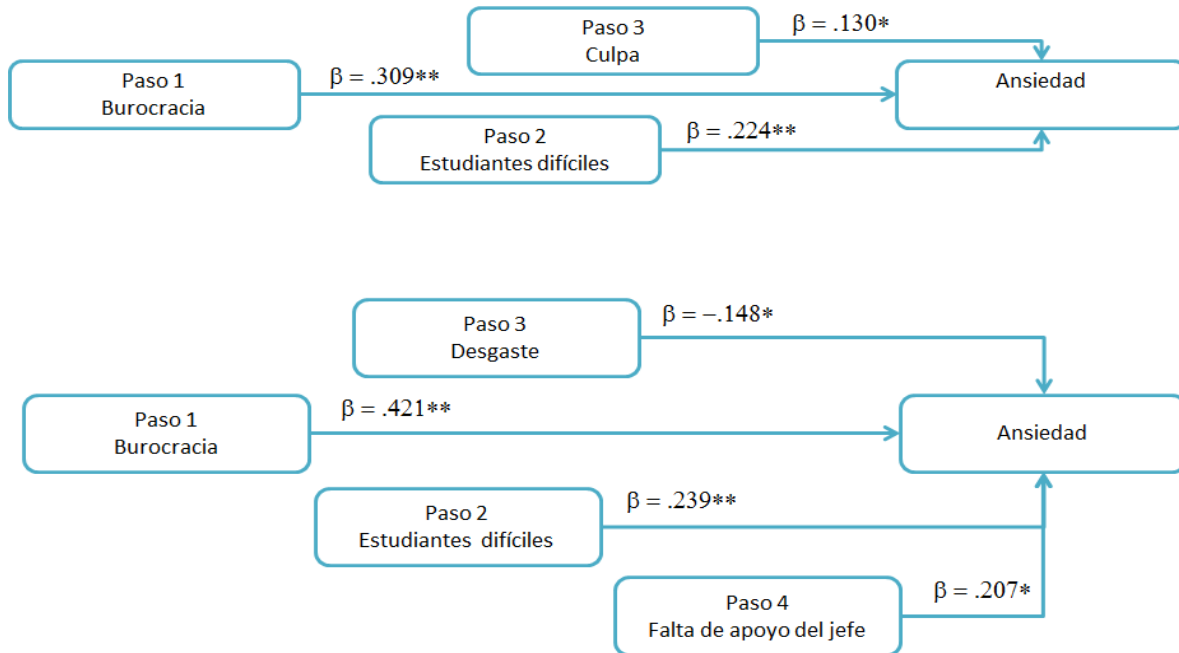 Paso 3
Culpa
β = .130*
Paso 1
Burocracia
β = .309**
Ansiedad
Paso 2
Estudiantes difíciles
β = .224**
Paso 3
Desgaste
β = −.148*
Paso 1
Burocracia
β = .421**
Ansiedad
Paso 2
Estudiantes difíciles
β = .239**
Paso 4
Falta de apoyo del jefe
β = .207*